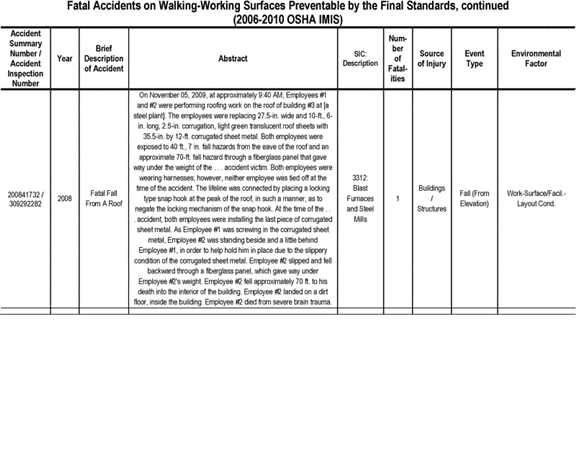 Fatal Accidents on Walking-Working Surfaces Preventable by the Final Standards, continued
(2006-2010 OSHA IMIS)
Accident
Summary
Number /
Accident
Inspection
Number
Year
Brief
Description
of Accident
Abstract
SIC:
Description
Num-
ber
of
Fatal-
ities
Source
of Injury
Event
Type
Environmental
Factor
200841732 /
309292282
2008
Fatal Fall
From A Roof
On November 05, 2009, at approximately 9:40 AM, Employees #1
and #2 were performing roofing work on the roof of building #3 at [a
steel plant]. The employees were replacing 27.5-in. wide and 10-ft., 6-
in. long, 2.5-in. corrugation, light green translucent roof sheets with
35.5-in. by 12-ft. corrugated sheet metal. Both employees were
exposed to 40 ft., 7 in. fall hazards from the eave of the roof and an
approximate 70-ft. fall hazard through a fiberglass panel that gave
way under the weight of the . . . accident victim. Both employees were
wearing harnesses; however, neither employee was tied off at the
time of the accident. The lifeline was connected by placing a locking
type snap hook at the peak of the roof, in such a manner, as to
negate the locking mechanism of the snap hook. At the time of the . .
. accident, both employees were installing the last piece of corrugated
sheet metal. As Employee #1 was screwing in the corrugated sheet
metal, Employee #2 was standing beside and a little behind
Employee #1, in order to help hold him in place due to the slippery
condition of the corrugated sheet metal. Employee #2 slipped and fell
backward through a fiberglass panel, which gave way under
Employee #2's weight. Employee #2 fell approximately 70 ft. to his
death into the interior of the building. Employee #2 landed on a dirt
floor, inside the building. Employee #2 died from severe brain trauma.
3312:
Blast
Furnaces
and Steel
Mills
1
Buildings
/
Structures
Fall (From
Elevation)
Work-Surface/Facil.-
Layout Cond.